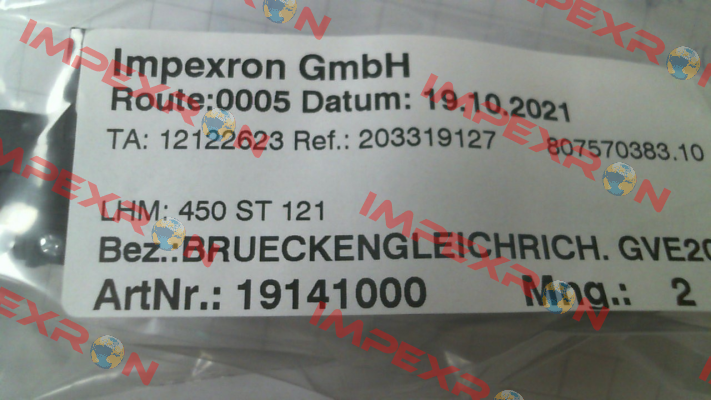 Impexron GmbH
Route:0005 Datum: 19.10.2021
TA: 12122623 Ref.: 203319127 807570383.10
LHM: 450 ST 121
Bez.:BRUECKENGLEICHRICH. GVE20
ArtNr.: 19141000 Mng.: 2